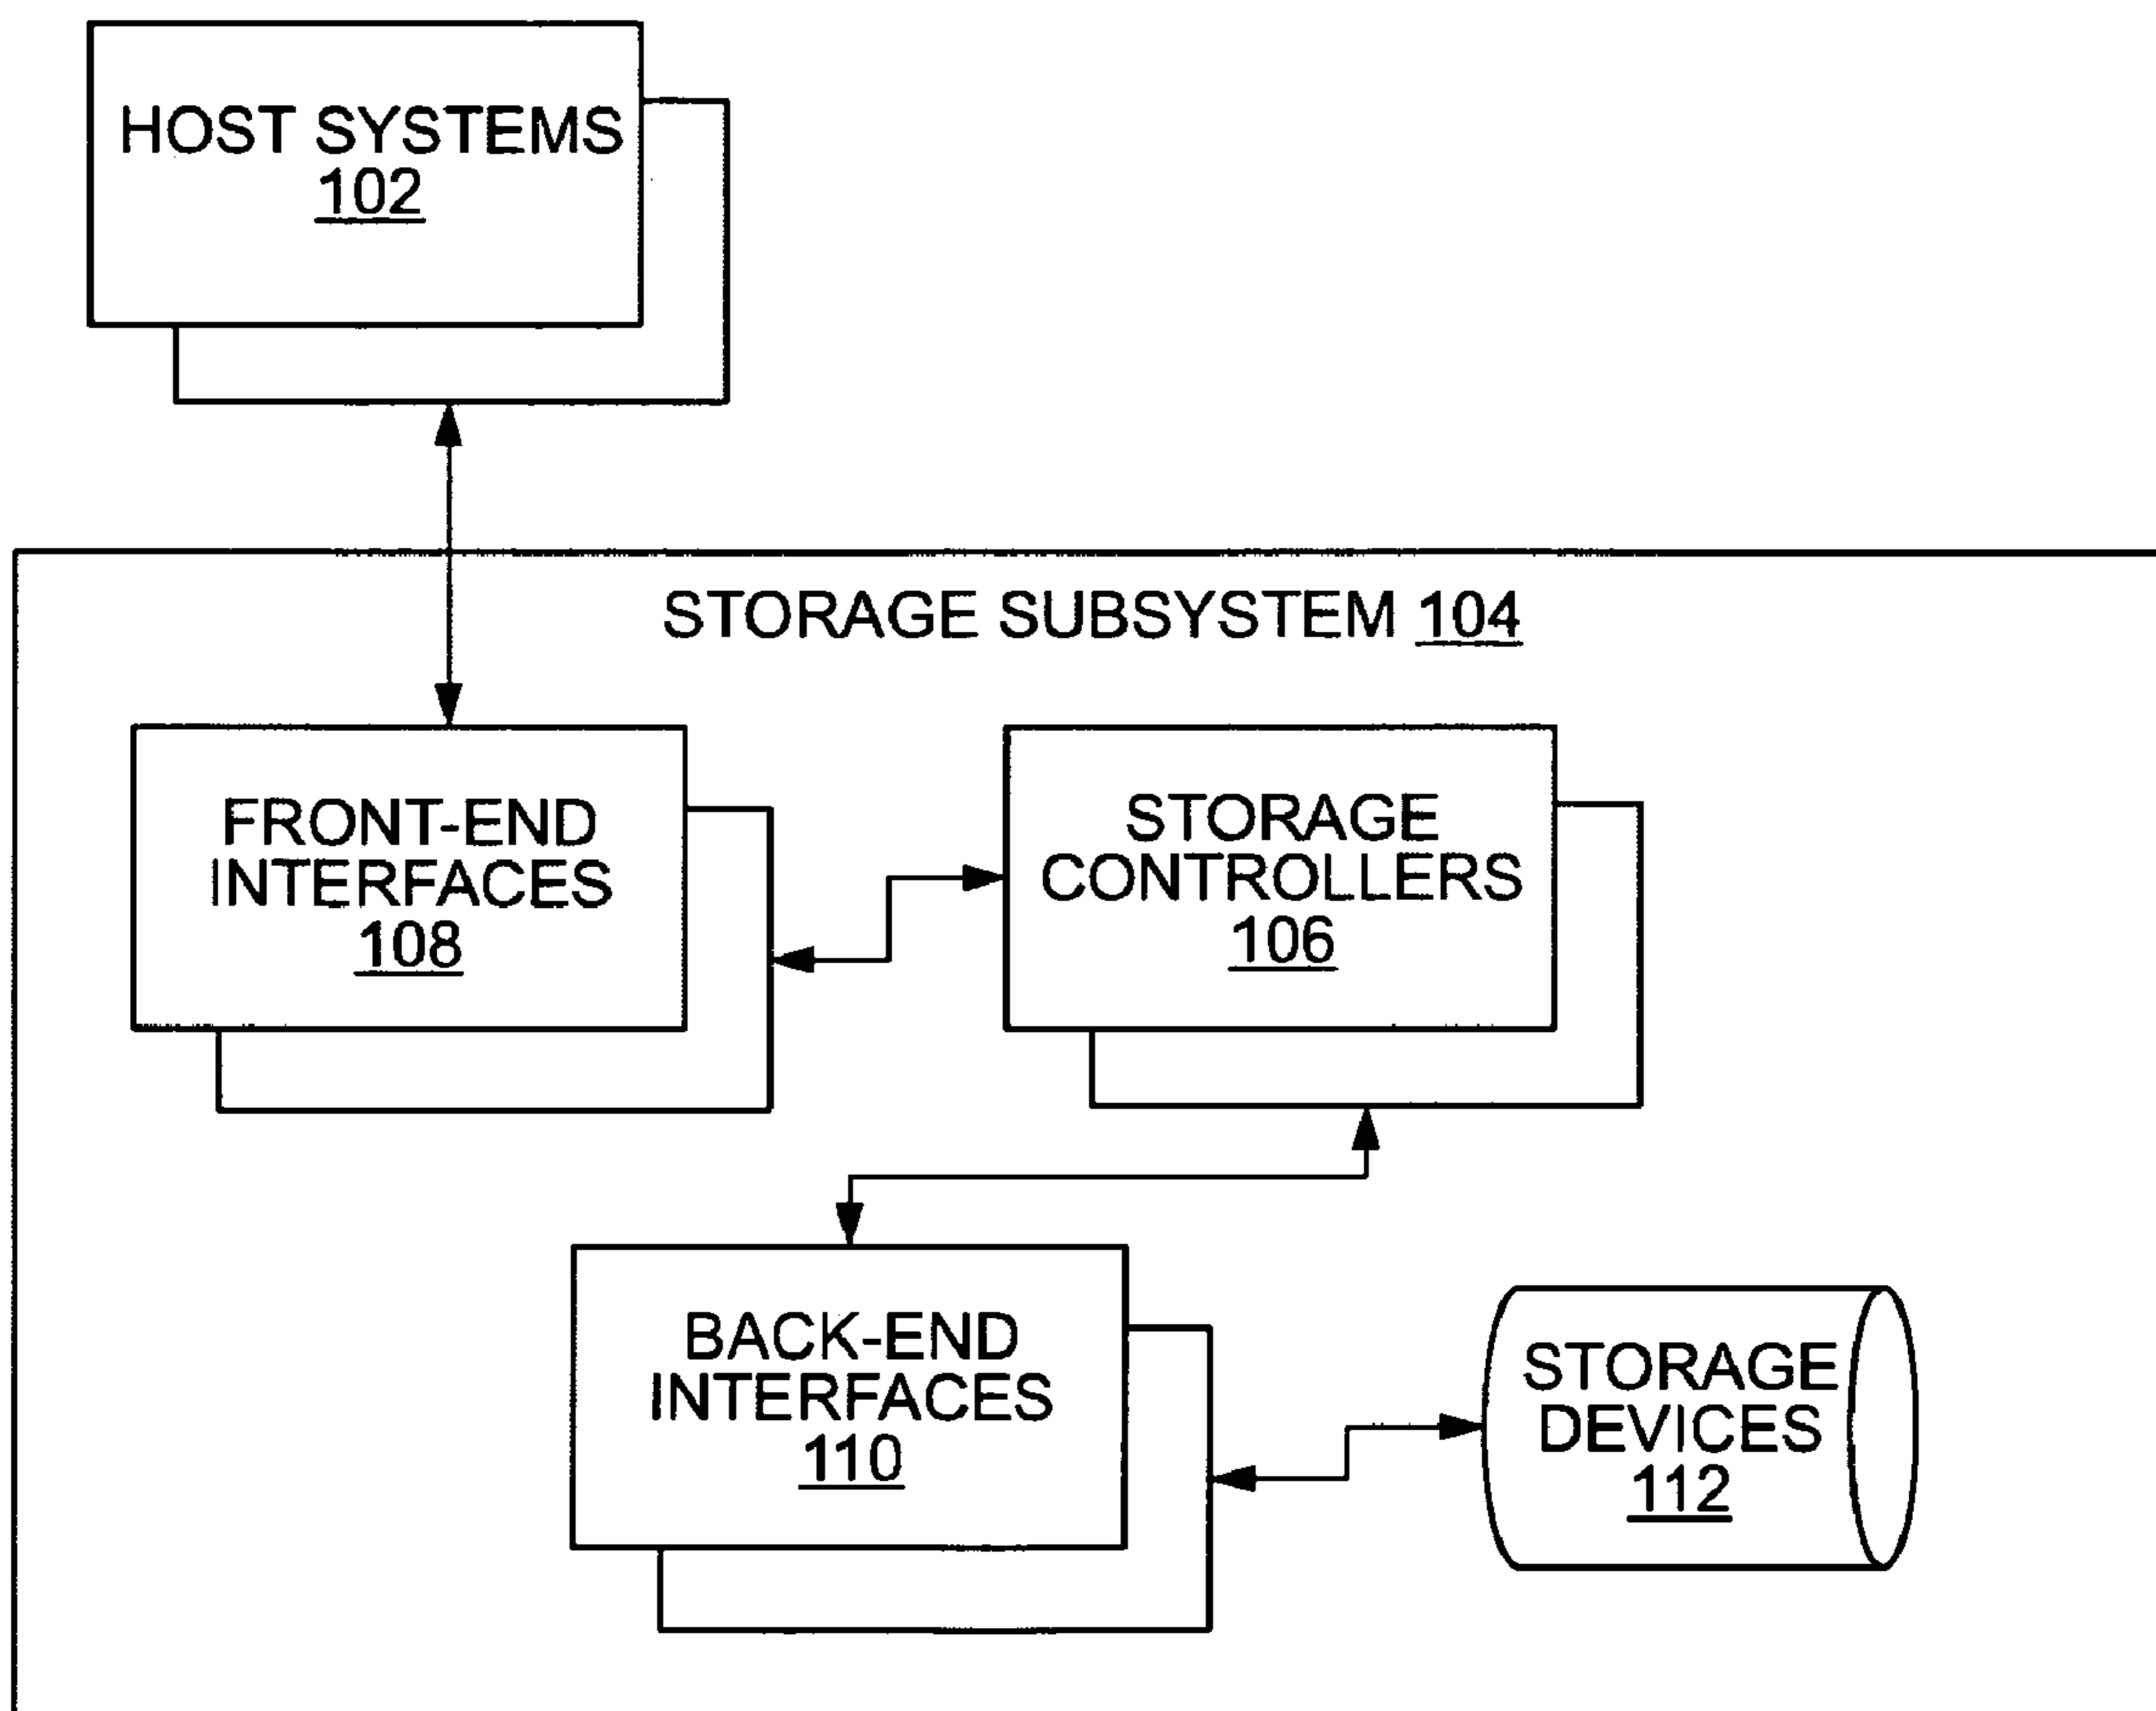 HOST SYSTEMS
102
STORAGE SUBSYSTEM 104
FRONT-END
INTERFACES
108
STORAGE
CONTROLLERS
106
BACK-END
INTERFACES
110
STORAGE
DEVICES
112